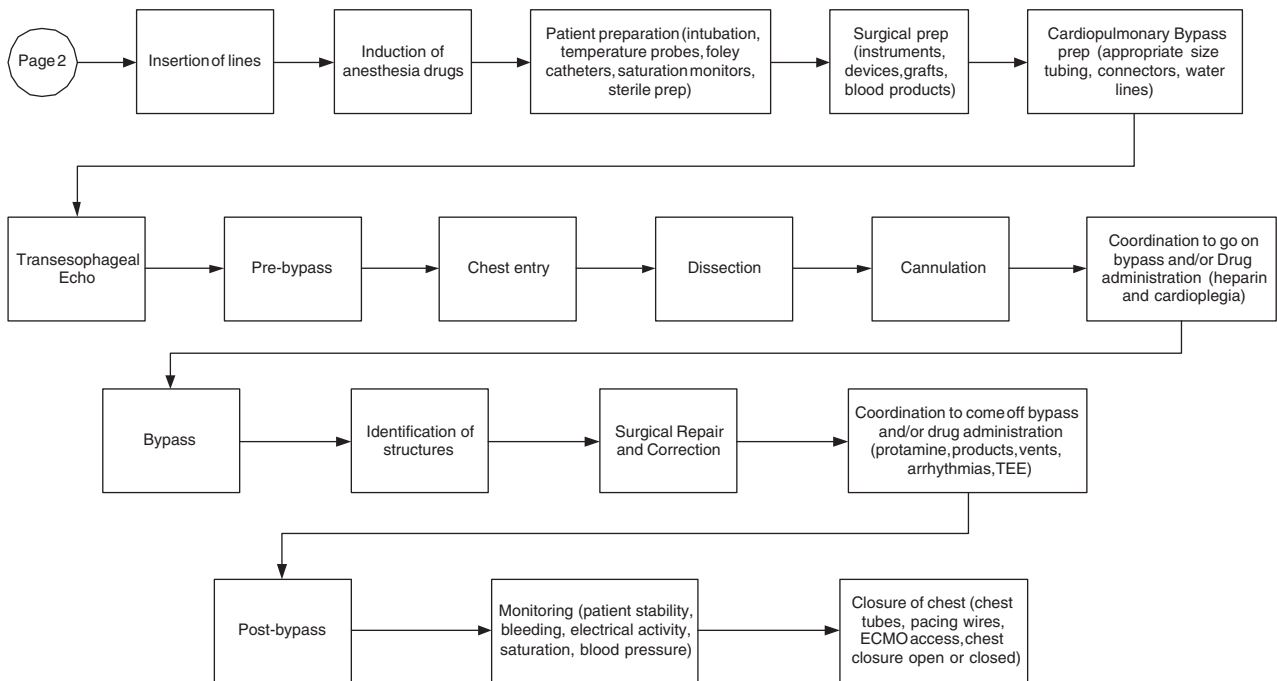 Page 2
Insertion of lines
Induction of
anesthesia drugs
Patient preparation (intubation,
temperature probes, foley
catheters, saturation monitors,
sterile prep)
Surgical prep
(instruments,
devices,grafts,
blood products)
Cardiopulmonary Bypass
prep (appropriate size
tubing, connectors, water
lines)
Transesophageal
Echo
Pre-bypass
Chest entry
Dissection
Cannulation
Coordination to go on
bypass and/or Drug
administration (heparin
and cardioplegia)
Bypass
Identification of
structures
Surgical Repair
and Correction
Coordination to come off bypass
and/or drug administration
(protamine,products,vents,
arrhythmias,TEE)
Post-bypass
Monitoring (patient stability,
bleeding, electrical activity,
saturation, blood pressure)
Closure of chest (chest
tubes, pacing wires,
ECMO access,chest
closure open or closed)